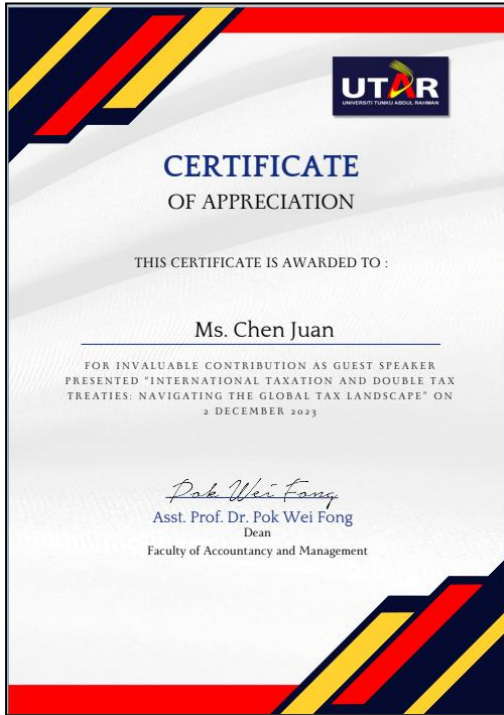 UTAR
UNIVERSITI TUNKU ABDUL RAHMAN
CERTIFICATE
OF APPRECIATION
THIS CERTIFICATE IS AWARDED TO :
Ms. Chen Juan
FOR INVALUABLE CONTRIBUTION AS GUEST SPEAKER
PRESENTED "INTERNATIONAL TAXATION AND DOUBLE TAX
TREATIES: NAVIGATING THE GLOBAL TAX LANDSCAPE" ON
2 DECEMBER 2023
Pok Wei Fong
Asst. Prof. Dr. Pok Wei Fong
Dean
Faculty of Accountancy and Management